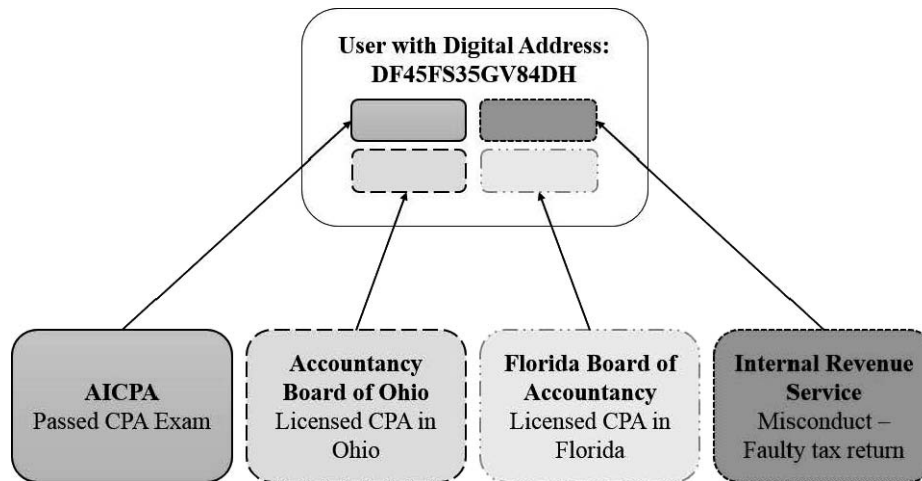 User with Digital Address:
DF45FS35GV84DH
AICPA
Passed CPA Exam
Accountancy
Board of Ohio
Licensed CPA in
Ohio
Florida Board of
Accountancy
Licensed CPA in
Florida
Internal Revenue
Service
Misconduct –
Faulty tax return